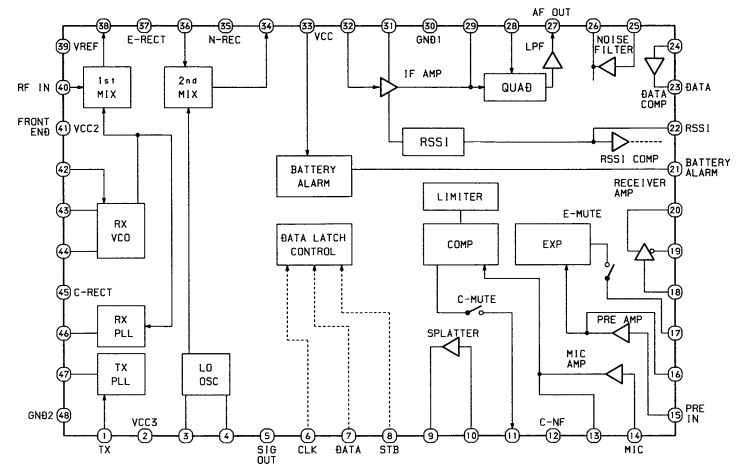 AF OUT
38 37 36 35 34 33 32 31 30 29 28 27 26 25
E-RECT N-REC VCC GND1
39 VREF
LPF
NOISE
FILTER
24
1st
MIX
2nd
MIX
IF AMP
QUAD
RF IN 40
DATA
COMP
23 DATA
FRONT
END
41 VCC2
RSSI
22 RSSI
RSSI COMP
42
BATTERY
ALARM
21 BATTERY
ALARM
RECEIVER
AMP
LIMITER
43
RX
VCO
E-MUTE
20
DATA LATCH
CONTROL
COMP
EXP
44
19
45 C-RECT
18
C-MUTE
46
RX
PLL
SPLATTER
PRE AMP
17
47
TX
PLL
LO
OSC
MIC
AMP
16
48
GND2
15 PRE
IN
VCC3
C-NF
1 2 3 4 5 6 7 8 9 10 11 12 13 14
TX
SIG
OUT
CLK DATA STB
MIC